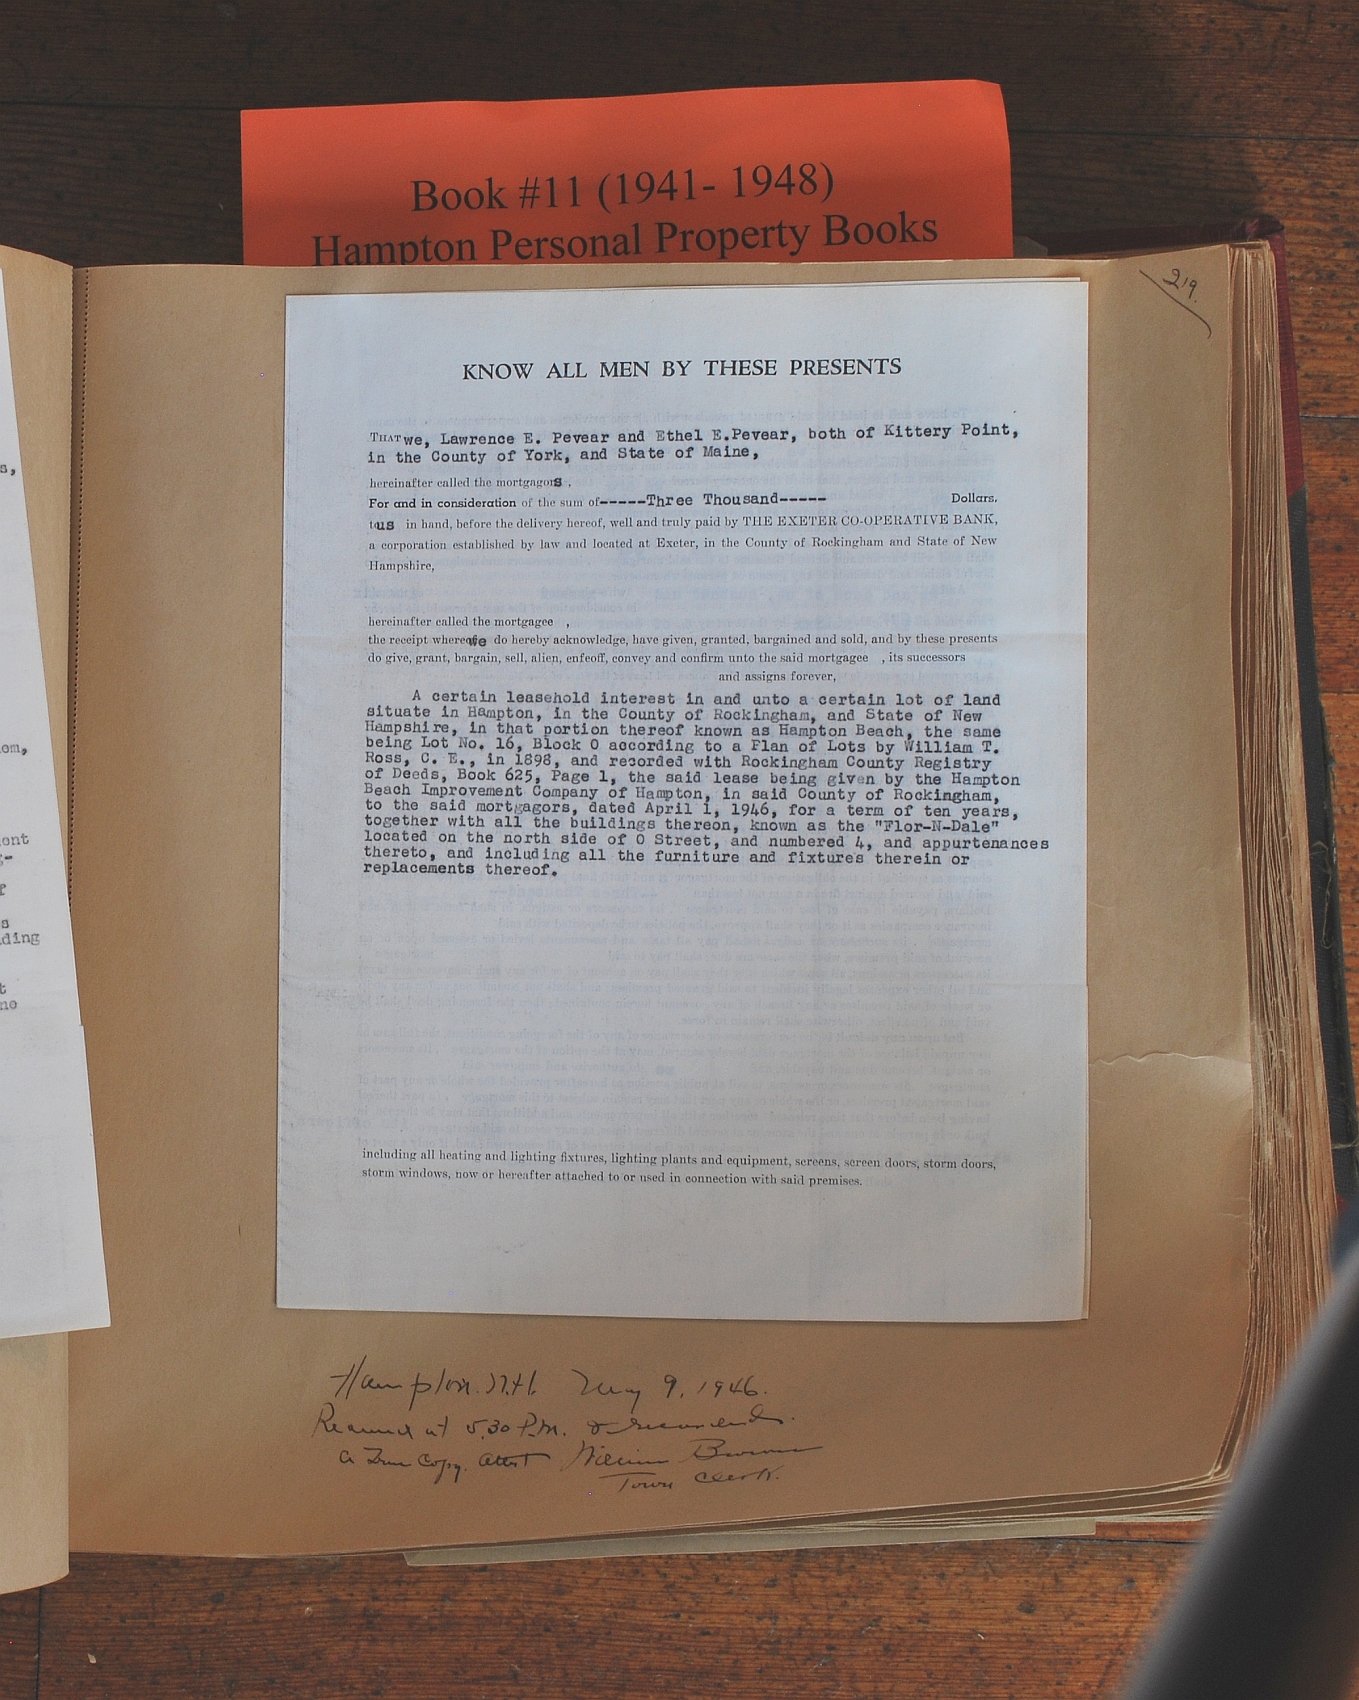 Book #11 (1941- 1948)
Hampton Personal Property Books
219.
KNOW ALL MEN BY THESE PRESENTS
THAT we, Lawrence E. Pevear and Ethel E.Pevear, both of Kittery Point,
in the County of York, and State of Maine,
hereinafter called the mortgagors ,
For and in consideration of the sum of-----Three Thousand----- Dollars,
tus in hand, before the delivery hereof, well and truly paid by THE EXETER CO-OPERATIVE BANK,
a corporation established by law and located at Exeter, in the County of Rockingham and State of New
Hampshire,
hereinafter called the mortgagee ,
the receipt whereof we do hereby acknowledge, have given, granted, bargained and sold, and by these presents
do give, grant, bargain, sell, alien, enfeoff, convey and confirm unto the said mortgagee , its successors
and assigns forever,
A certain leasehold interest in and unto a certain lot of land
situate in Hampton, in the County of Rockingham, and State of New
Hampshire, in that portion thereof known as Hampton Beach, the same
being Lot No. 16, Block O according to a Plan of Lots by William T.
Ross, C. E., in 1898, and recorded with Rockingham County Registry
of Deeds, Book 625, Page 1, the said lease being given by the Hampton
Beach Improvement Company of Hampton, in said County of Rockingham,
to the said mortgagors, dated April 1, 1946, for a term of ten years,
together with all the buildings thereon, known as the "Flor-N-Dale"
located on the north side of O Street, and numbered 4, and appurtenances
thereto, and including all the furniture and fixtures therein or
replacements thereof.
including all heating and lighting fixtures, lighting plants and equipment, screens, screen doors, storm doors,
storm windows, now or hereafter attached to or used in connection with said premises.
Hampton. N.H. May 9, 1946.
Received at 5.30 P.M. & recorded.
A True Copy. Attest William Brown
Town Clerk.